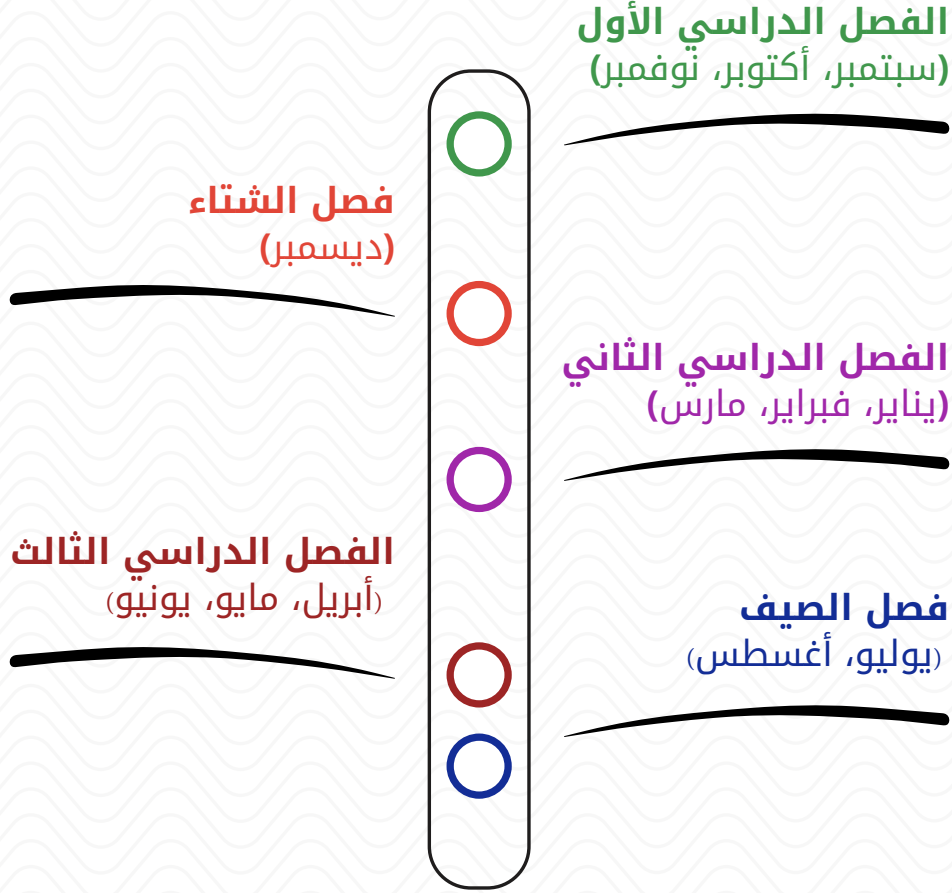 الفصل الدراسي الأول
(سبتمبر، أكتوبر، نوفمبر)
فصل الشتاء
(ديسمبر)
الفصل الدراسي الثاني
(يناير، فبراير، مارس)
الفصل الدراسي الثالث
(أبريل، مايو، يونيو)
فصل الصيف
(يوليو، أغسطس)